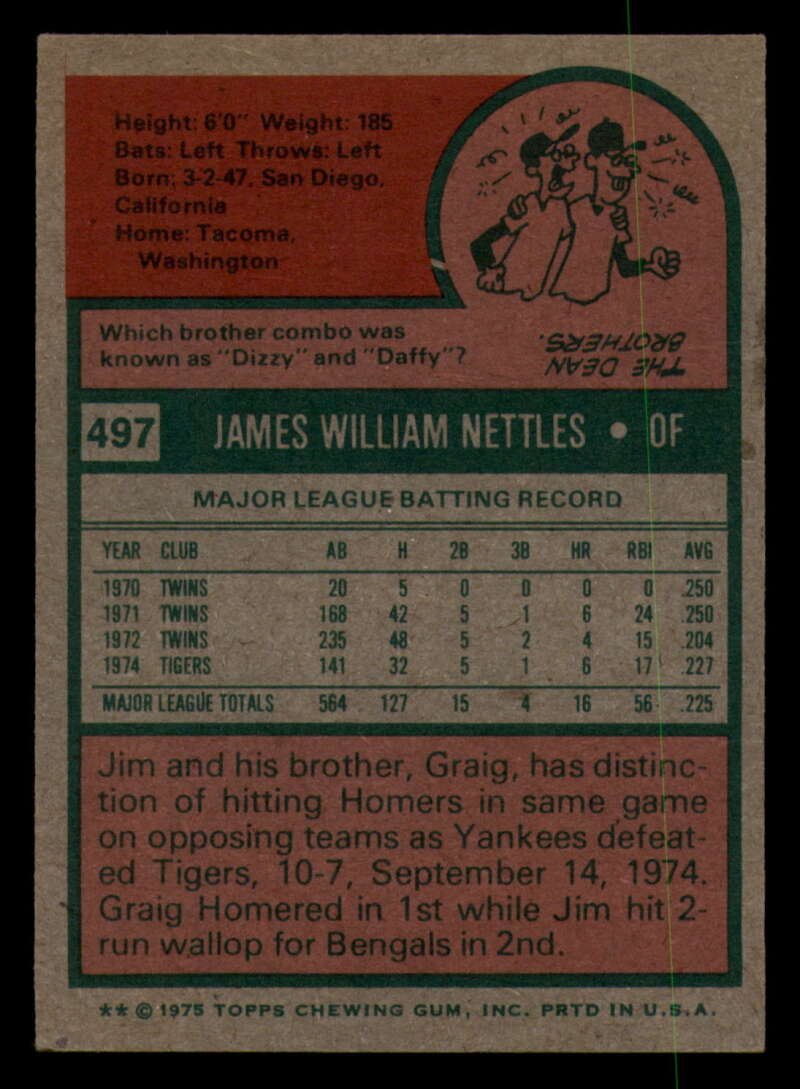 Height: 6'0" Weight: 185
Bats: Left Throws: Left
Born: 3-2-47, San Diego,
California
Home: Tacoma,
Washington
Which brother combo was
known as "Dizzy" and "Daffy"?
THE DEAN
BROTHERS.
497 JAMES WILLIAM NETTLES • OF
MAJOR LEAGUE BATTING RECORD
YEAR CLUB AB H 2B 3B HR RBI AVG
1970 TWINS 20 5 0 0 0 0 .250
1971 TWINS 168 42 5 1 6 24 .250
1972 TWINS 235 48 5 2 4 15 .204
1974 TIGERS 141 32 5 1 6 17 .227
MAJOR LEAGUE TOTALS 564 127 15 4 16 56 .225
Jim and his brother, Graig, has distinc-
tion of hitting Homers in same game
on opposing teams as Yankees defeat-
ed Tigers, 10-7, September 14, 1974.
Graig Homered in 1st while Jim hit 2-
run wallop for Bengals in 2nd.
** © 1975 TOPPS CHEWING GUM, INC. PRTD IN U.S.A.